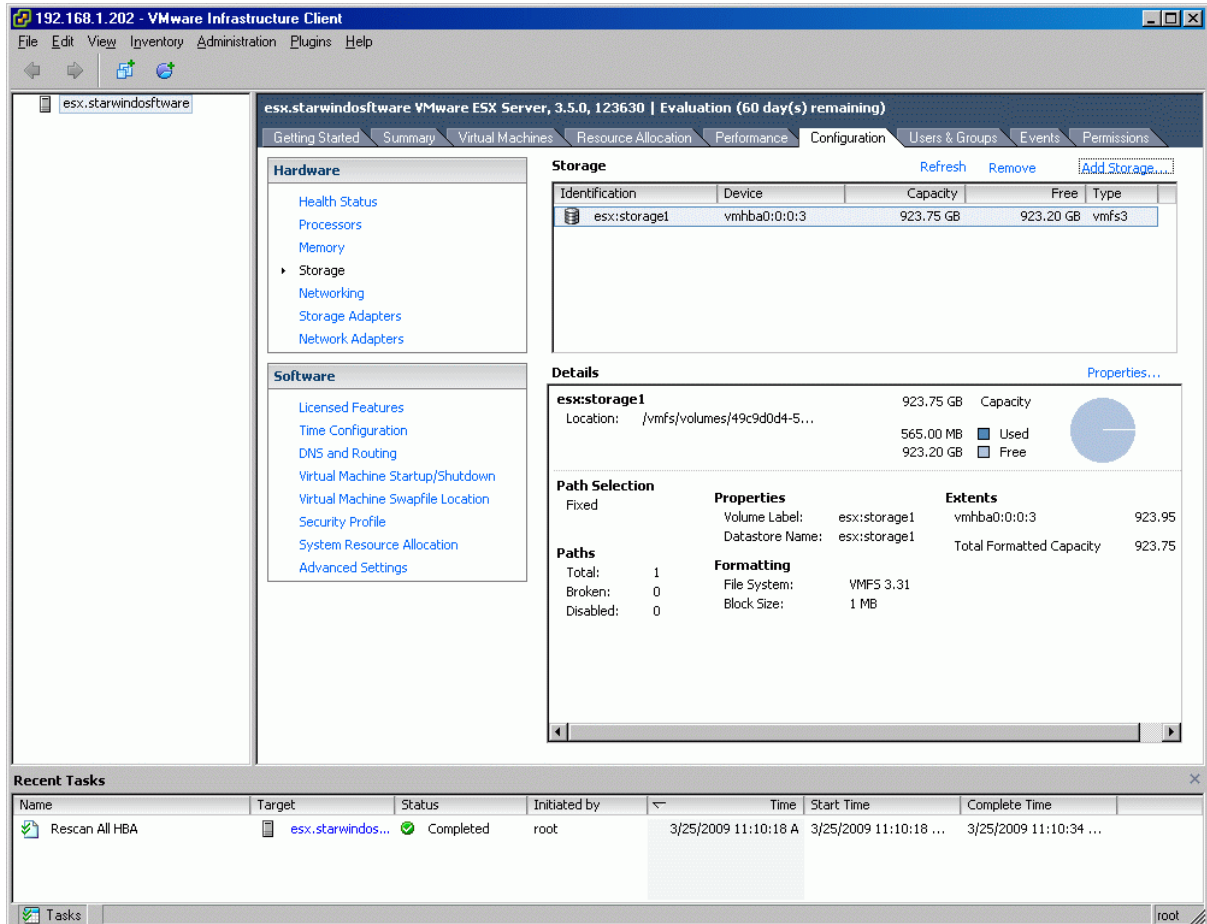 192.168.1.202 - VMware Infrastructure Client
File Edit View Inventory Administration Plugins Help
esx.starwindosftware
esx.starwindosftware VMware ESX Server, 3.5.0, 123630 | Evaluation (60 day(s) remaining)
Getting Started Summary Virtual Machines Resource Allocation Performance Configuration Users & Groups Events Permissions
Hardware
Health Status
Processors
Memory
Storage
Networking
Storage Adapters
Network Adapters
Software
Licensed Features
Time Configuration
DNS and Routing
Virtual Machine Startup/Shutdown
Virtual Machine Swapfile Location
Security Profile
System Resource Allocation
Advanced Settings
Storage Refresh Remove Add Storage...
Identification Device Capacity Free Type
esx:storage1 vmhba0:0:0:3 923.75 GB 923.20 GB vmfs3
Details Properties...
esx:storage1 923.75 GB Capacity
Location: /vmfs/volumes/49c9d0d4-5...
565.00 MB Used
923.20 GB Free
Path Selection
Fixed
Paths
Total: 1
Broken: 0
Disabled: 0
Properties
Volume Label: esx:storage1
Datastore Name: esx:storage1
Formatting
File System: VMFS 3.31
Block Size: 1 MB
Extents
vmhba0:0:0:3 923.95
Total Formatted Capacity 923.75
Recent Tasks
Name Target Status Initiated by Time Start Time Complete Time
Rescan All HBA esx.starwindos... Completed root 3/25/2009 11:10:18 A 3/25/2009 11:10:18 ... 3/25/2009 11:10:34 ...
Tasks root